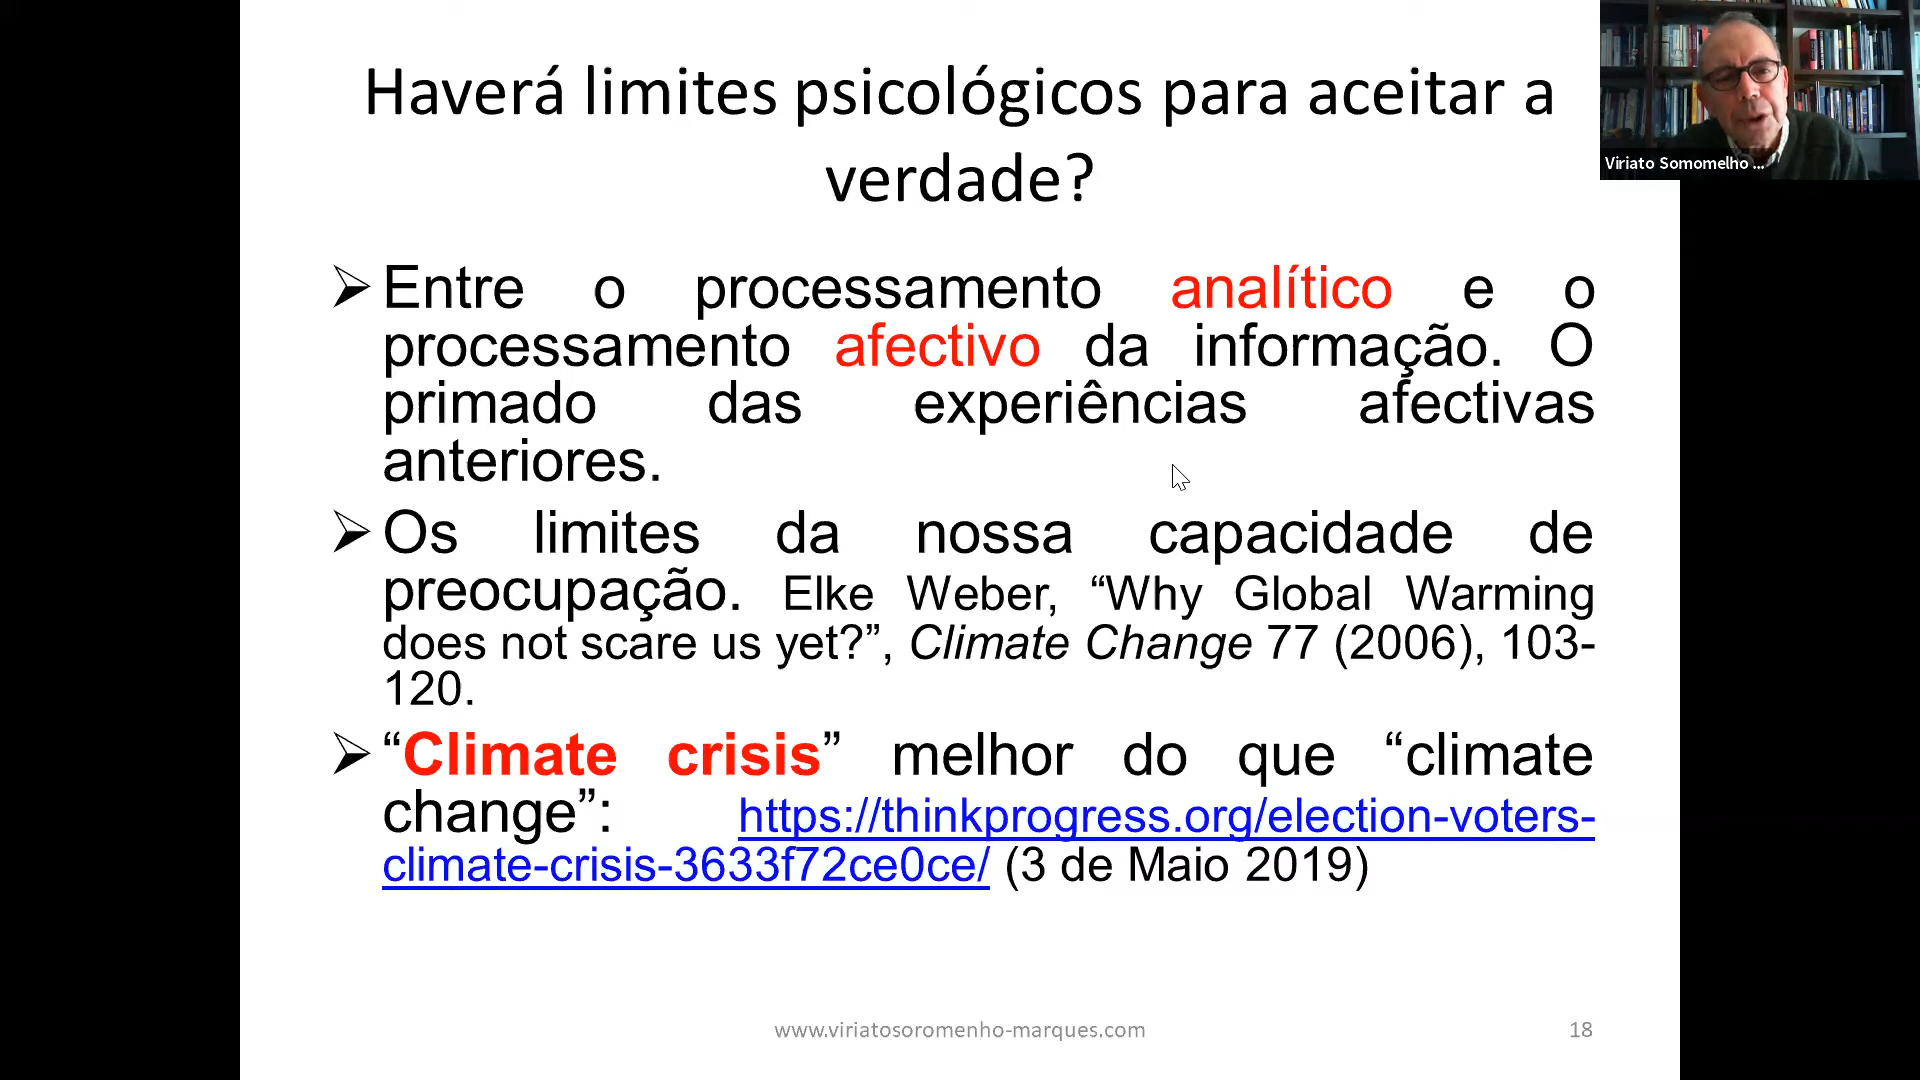 Haverá limites psicológicos para aceitar a
verdade?
Viriato Somomelho ...
➢Entre o processamento analítico e o
processamento afectivo da informação. O
primado das experiências afectivas
anteriores.
➢Os limites da nossa capacidade de
preocupação. Elke Weber, “Why Global Warming
does not scare us yet?”, Climate Change 77 (2006), 103-
120.
➢“Climate crisis” melhor do que “climate
change”: https://thinkprogress.org/election-voters-
climate-crisis-3633f72ce0ce/ (3 de Maio 2019)
www.viriatosoromenho-marques.com
18